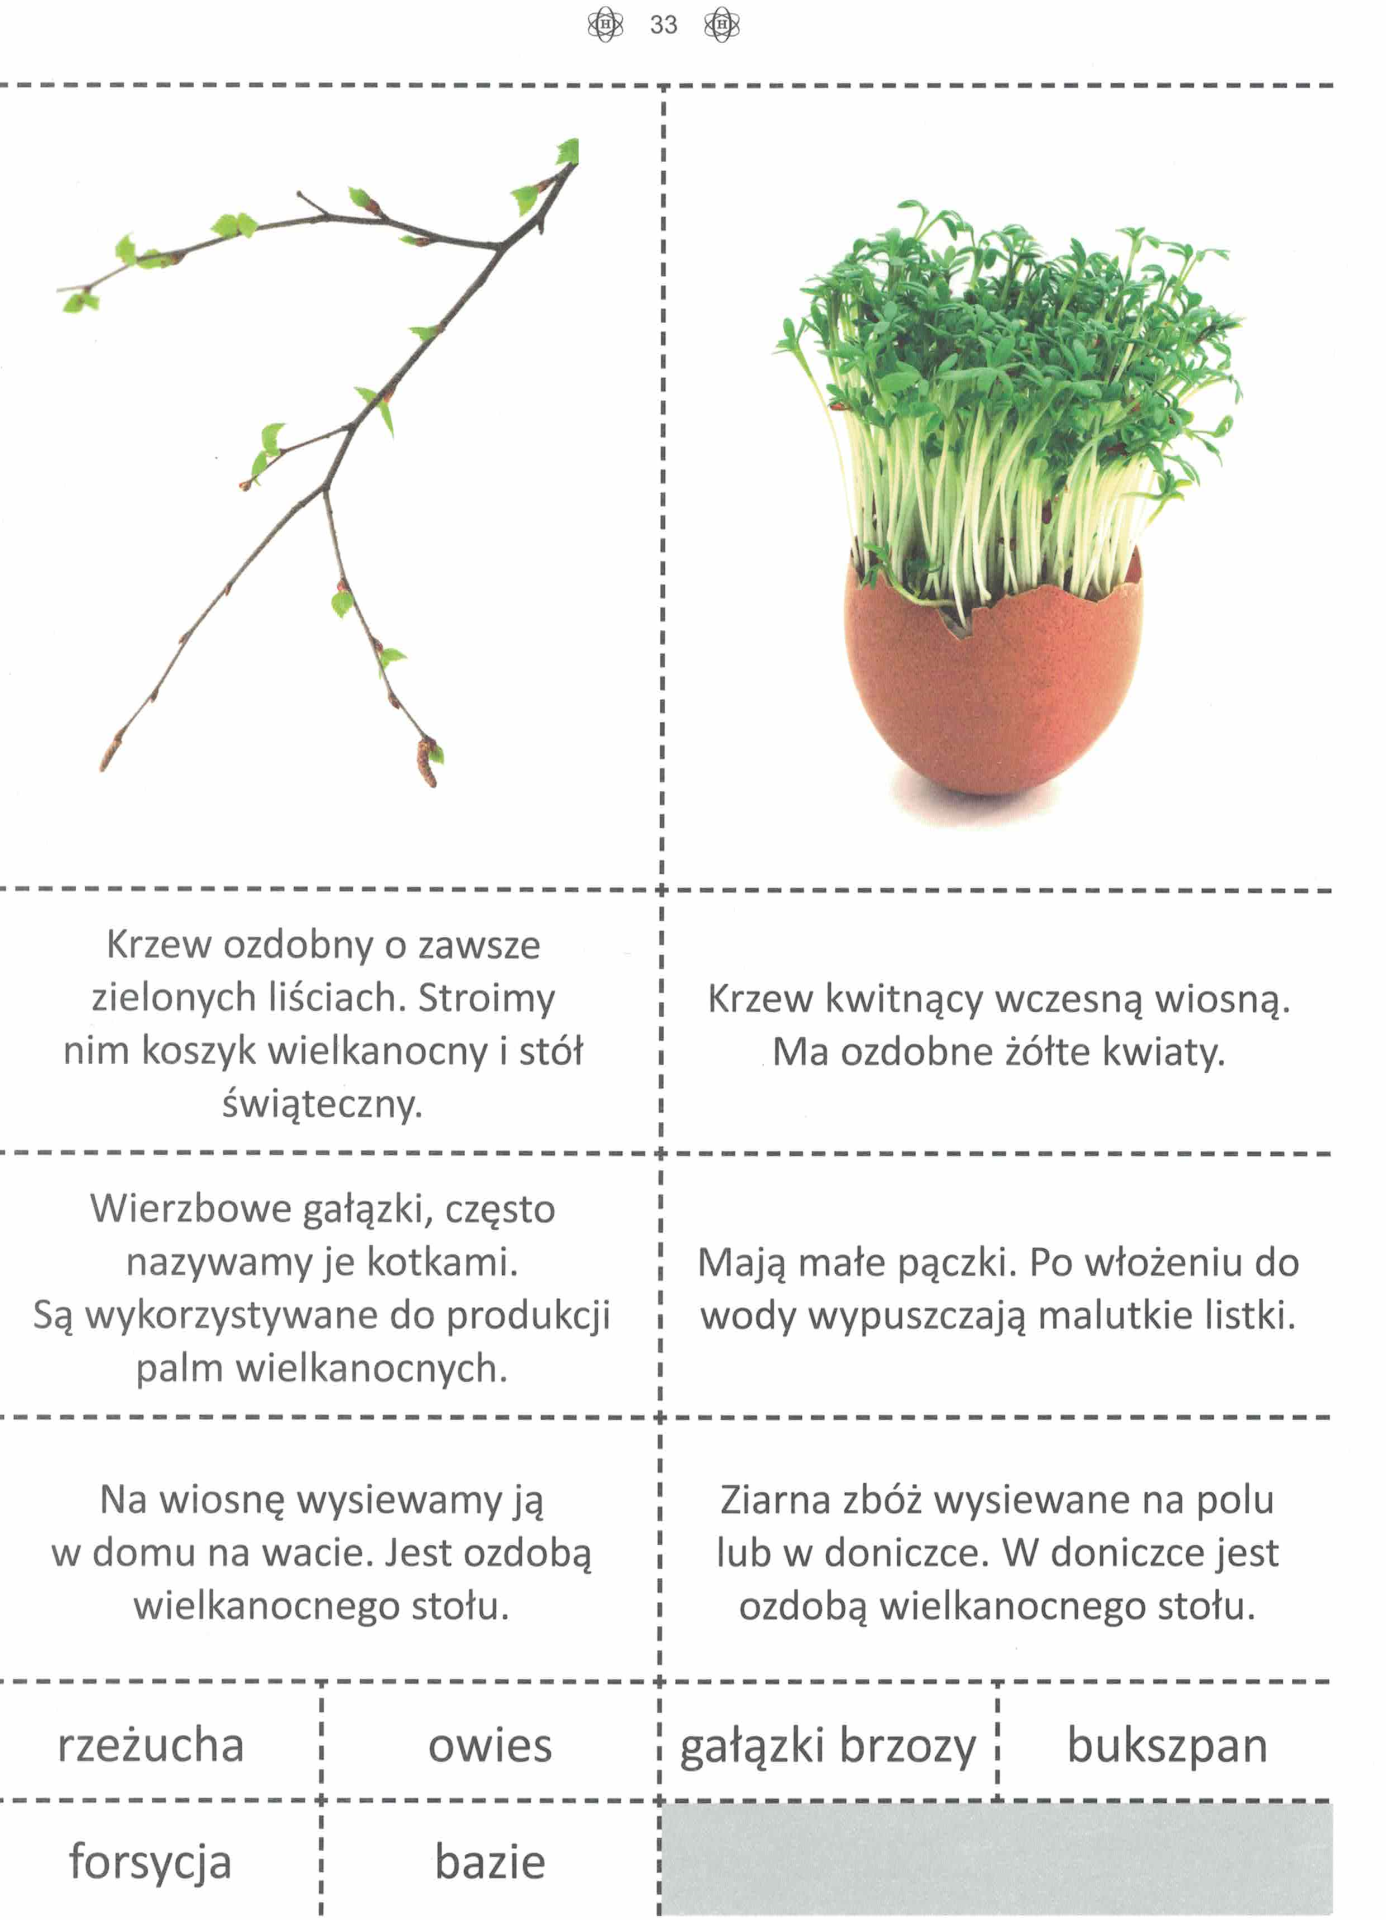 33
Krzew ozdobny o zawsze
zielonych liściach. Stroimy
nim koszyk wielkanocny i stół
świąteczny.
Krzew kwitnący wczesną wiosną.
Ma ozdobne żółte kwiaty.
Wierzbowe gałązki, często
nazywamy je kotkami.
Są wykorzystywane do produkcji
palm wielkanocnych.
Mają małe pączki. Po włożeniu do
wody wypuszczają malutkie listki.
Na wiosnę wysiewamy ją
w domu na wacie. Jest ozdobą
wielkanocnego stołu.
Ziarna zbóż wysiewane na polu
lub w doniczce. W doniczce jest
ozdobą wielkanocnego stołu.
rzeżucha
owies
gałązki brzozy
bukszpan
forsycja
bazie